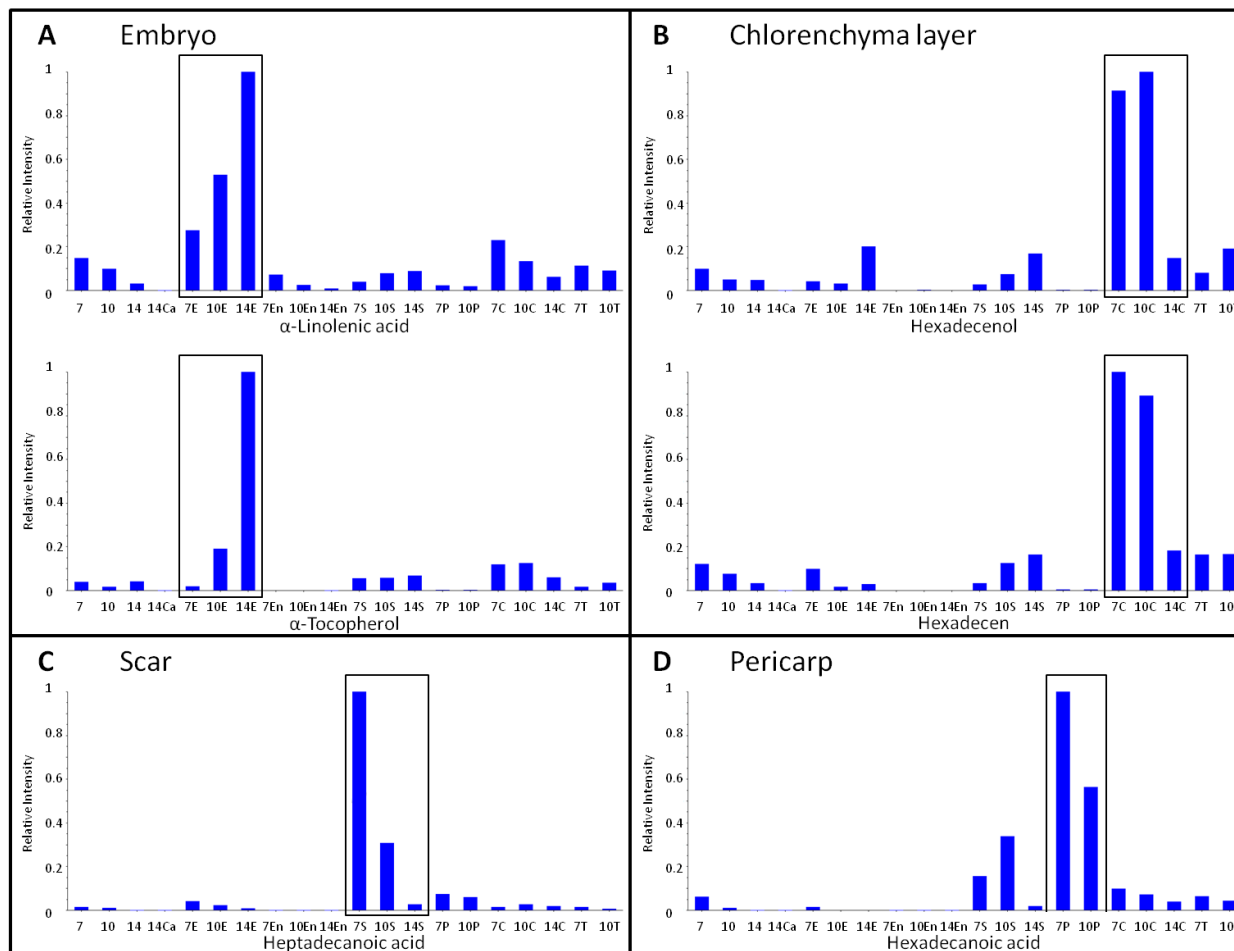 A Embryo
1
0.8
0.6
0.4
0.2
0
Relative Intensity
7 10 14 14Ca 7E 10E 14E 7En 10En 14En 7S 10S 14S 7P 10P 7C 10C 14C 7T 10T
α-Linolenic acid
1
0.8
0.6
0.4
0.2
0
Relative Intensity
7 10 14 14Ca 7E 10E 14E 7En 10En 14En 7S 10S 14S 7P 10P 7C 10C 14C 7T 10T
α-Tocopherol
B Chlorenchyma layer
1
0.8
0.6
0.4
0.2
0
Relative Intensity
7 10 14 14Ca 7E 10E 14E 7En 10En 14En 7S 10S 14S 7P 10P 7C 10C 14C 7T 10T
Hexadecenol
1
0.8
0.6
0.4
0.2
0
Relative Intensity
7 10 14 14Ca 7E 10E 14E 7En 10En 14En 7S 10S 14S 7P 10P 7C 10C 14C 7T 10T
Hexadecen
C Scar
1
0.8
0.6
0.4
0.2
0
Relative Intensity
7 10 14 14Ca 7E 10E 14E 7En 10En 14En 7S 10S 14S 7P 10P 7C 10C 14C 7T 10T
Heptadecanoic acid
D Pericarp
1
0.8
0.6
0.4
0.2
0
Relative Intensity
7 10 14 14Ca 7E 10E 14E 7En 10En 14En 7S 10S 14S 7P 10P 7C 10C 14C 7T 10T
Hexadecanoic acid